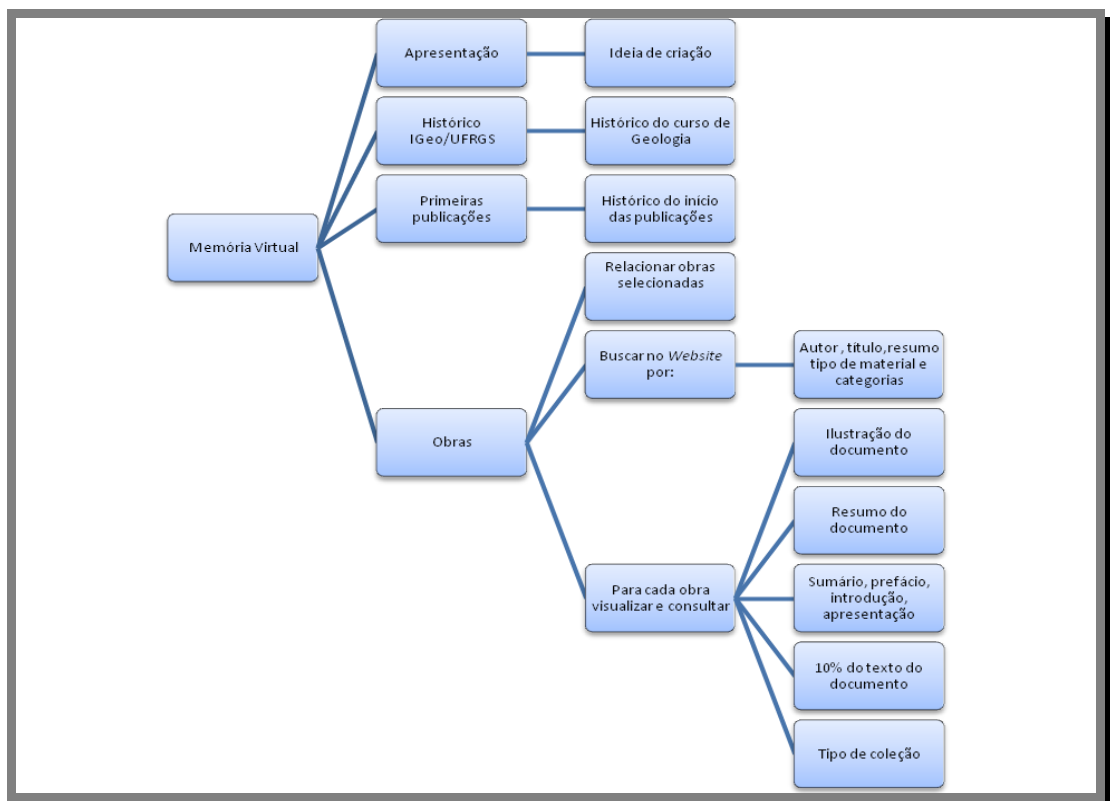 Apresentação
Ideia de criação
Histórico
IGeo/UFRGS
Histórico do curso de
Geologia
Primeiras
publicações
Histórico do início
das publicações
Memória Virtual
Relacionar obras
selecionadas
Buscar no Website
por:
Autor , título,resumo
tipo de material e
categorias
Obras
Ilustração do
documento
Resumo do
documento
Para cada obra
visualizar e consultar
Sumário, prefácio,
introdução,
apresentação
10% do texto do
documento
Tipo de coleção